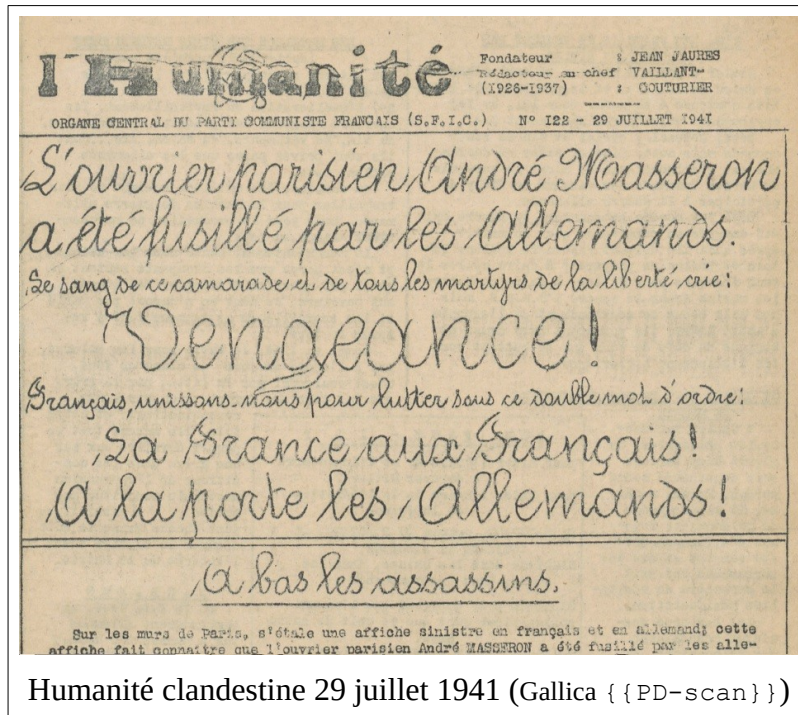 l'Humanité
Fondateur : JEAN JAURES
Rédacteur en chef VAILLANT-
(1926-1937) : COUTURIER
ORGANE CENTRAL DU PARTI COMMUNISTE FRANCAIS (S.F.I.C.) N° 122 - 29 JUILLET 1941
L'ouvrier parisien André Masseron
a été fusillé par les Allemands.
Le sang de ce camarade et de tous les martyrs de la liberté crie:
Vengeance!
Français, unissons-nous pour lutter sous ce double mot d'ordre:
La France aux Français!
A la porte les Allemands!
A bas les assassins.
Sur les murs de Paris, s'étale une affiche sinistre en français et en allemand; cette
affiche fait connaitre que l'ouvrier parisien André MASSERON a été fusillé par les alle-
Humanité clandestine 29 juillet 1941 (Gallica {{PD-scan}})